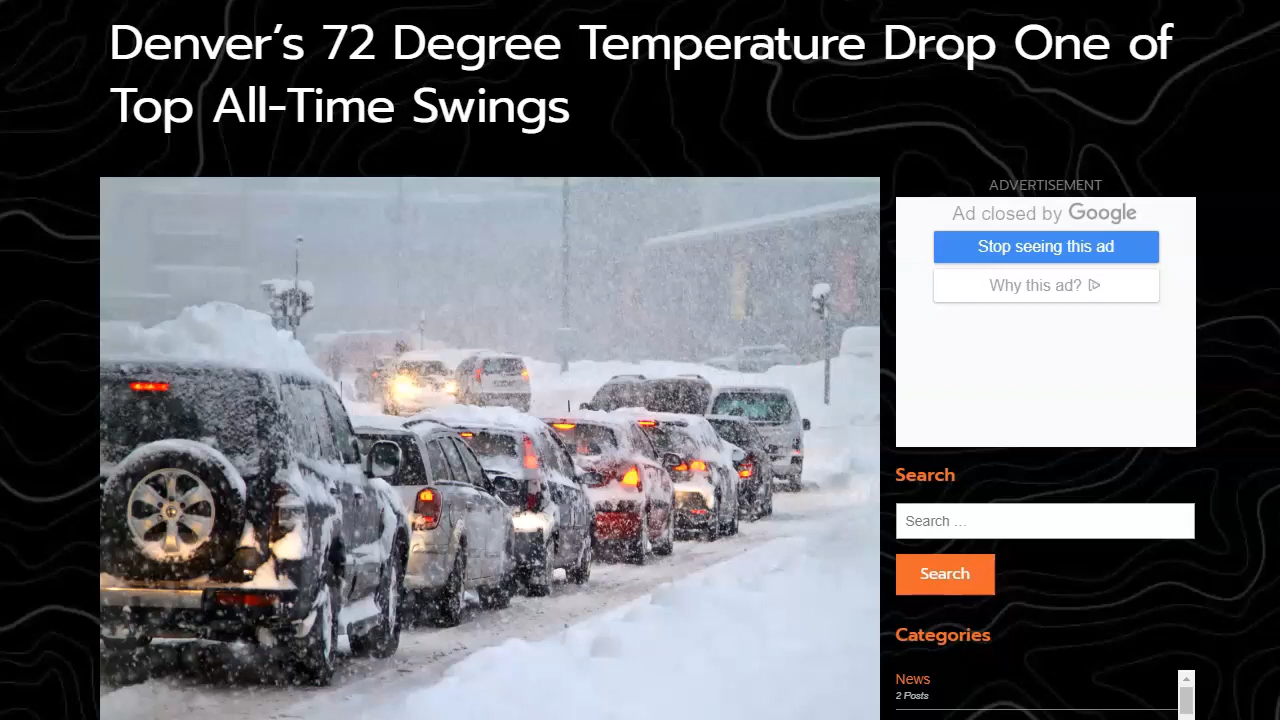 Denver’s 72 Degree Temperature Drop One of
Top All-Time Swings
ADVERTISEMENT
Ad closed by Google
Stop seeing this ad
Why this ad?
Search
Search …
Search
Categories
News
2 Posts